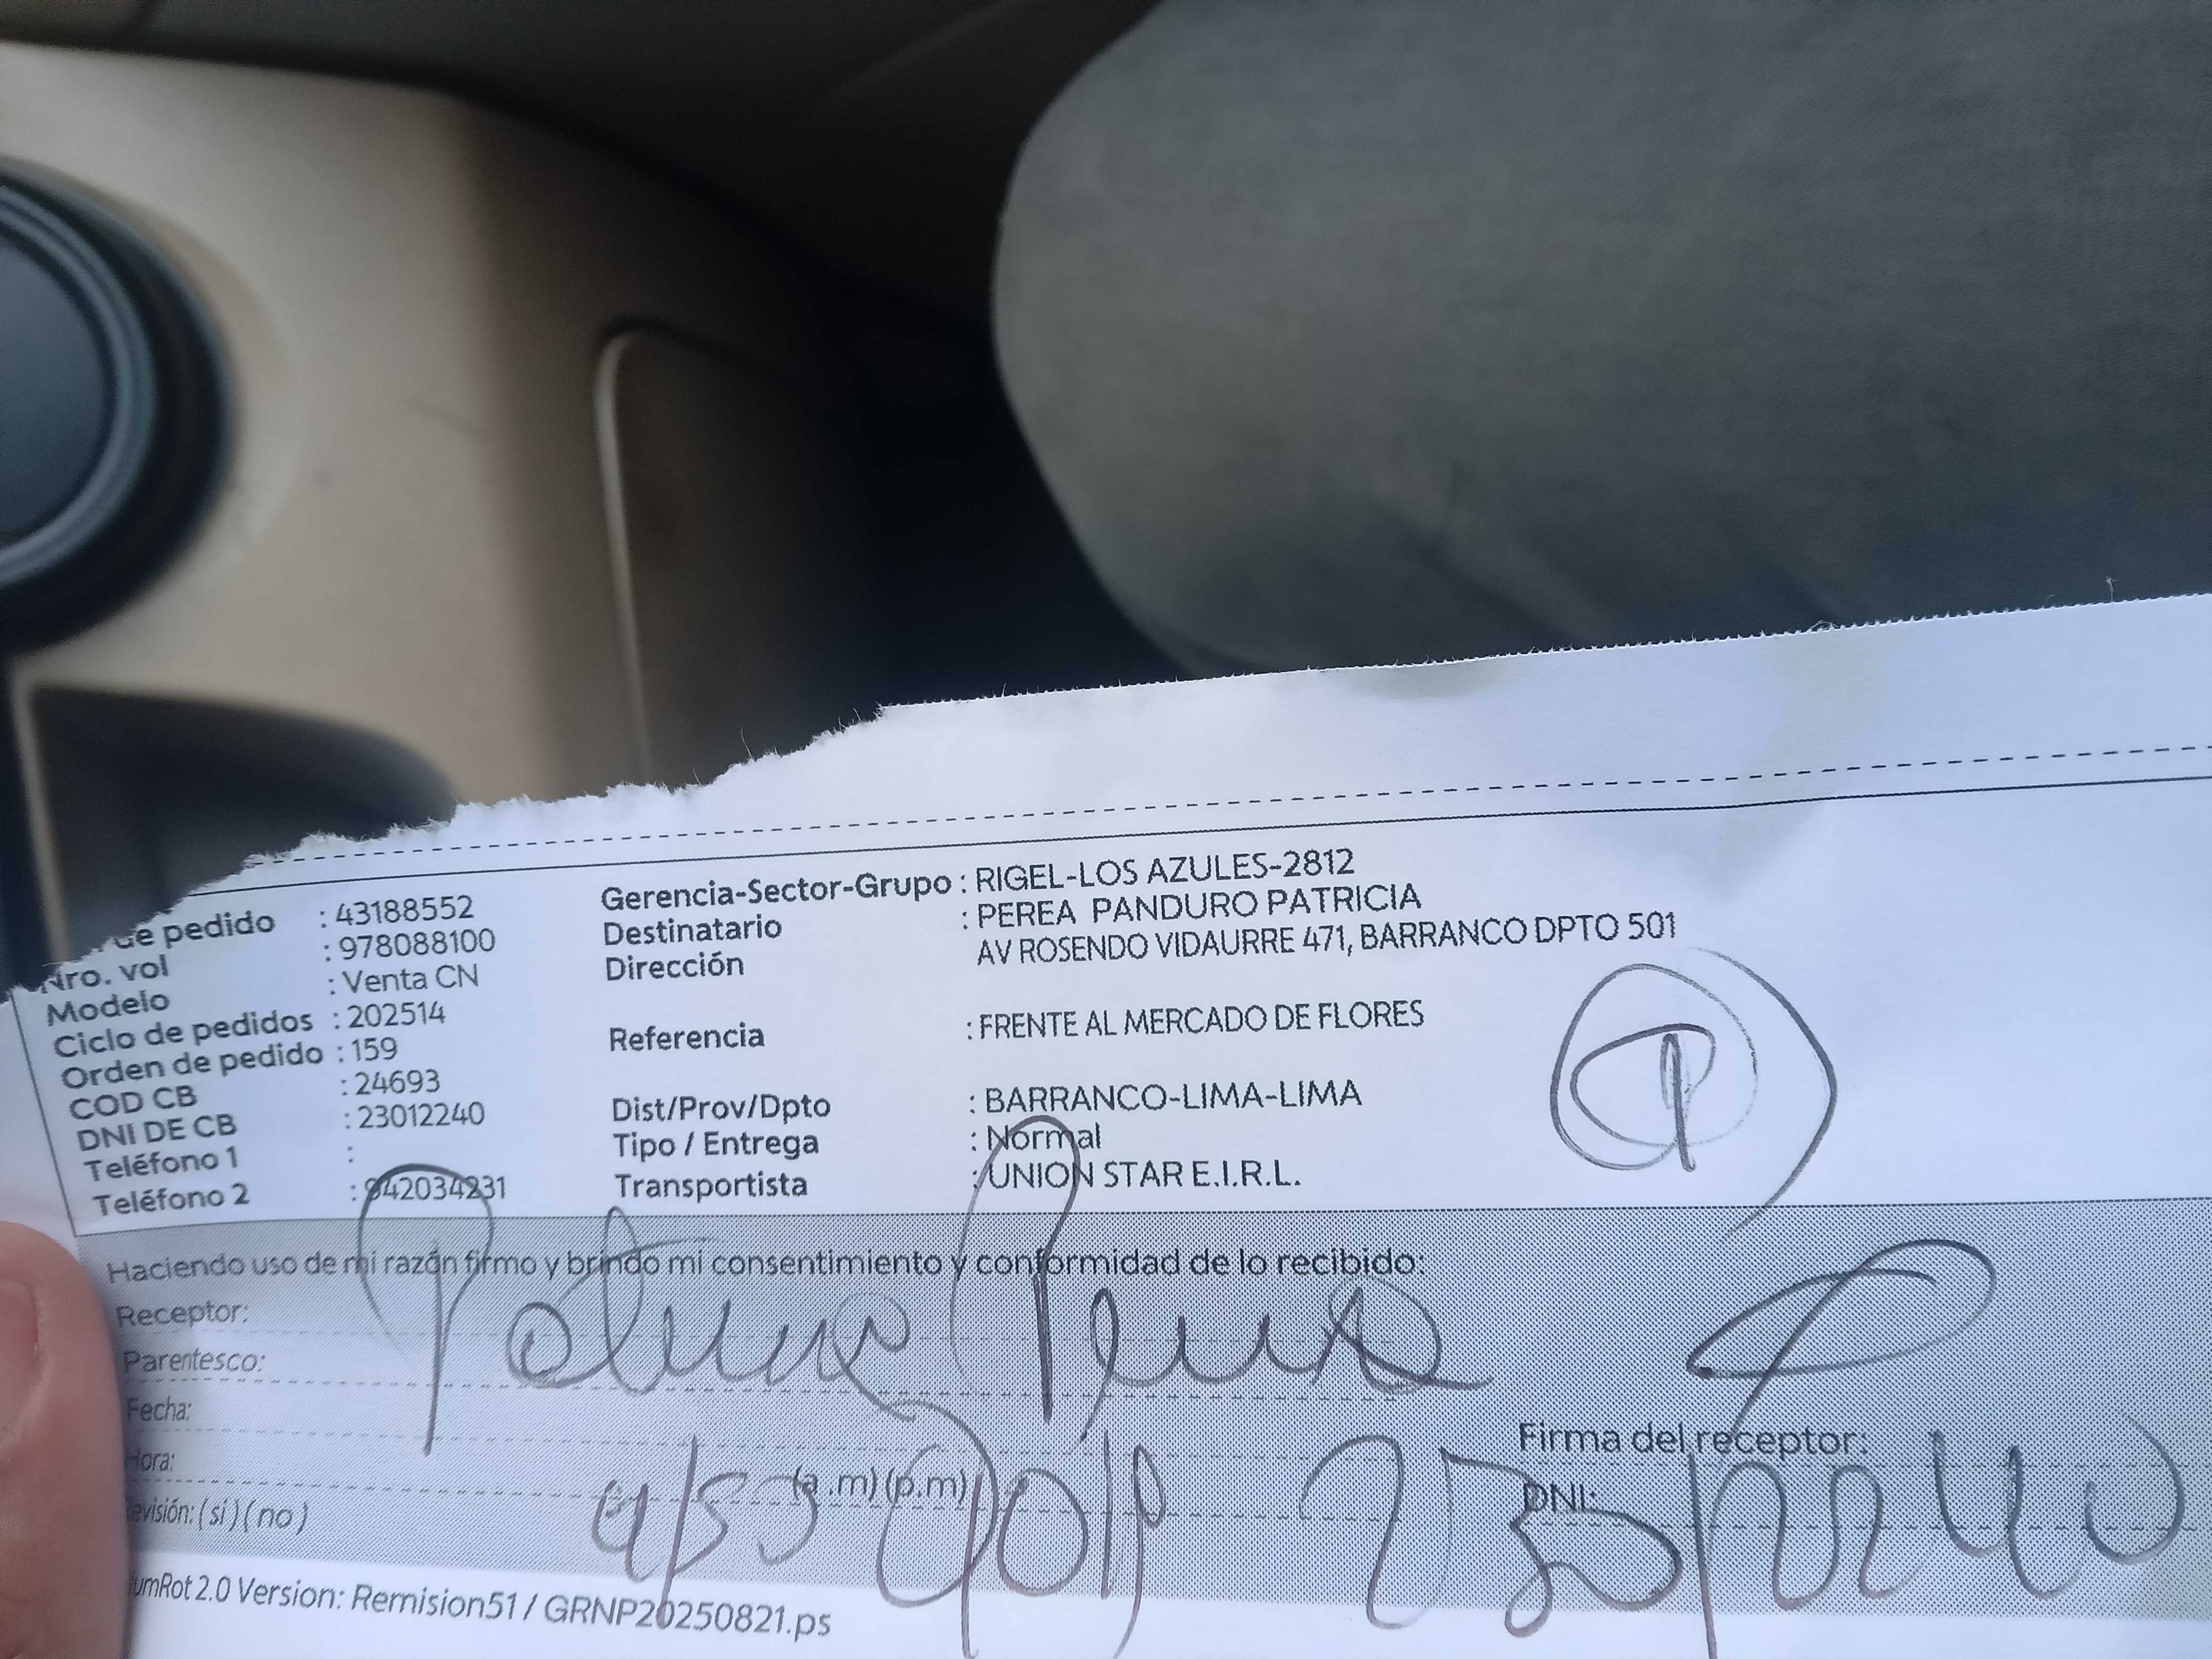 de pedido : 43188552
Nro. vol : 978088100
Modelo : Venta CN
Ciclo de pedidos : 202514
Orden de pedido : 159
COD CB : 24693
DNI DE CB : 23012240
Teléfono 1 :
Teléfono 2 : 942034231
Gerencia-Sector-Grupo : RIGEL-LOS AZULES-2812
Destinatario : PEREA PANDURO PATRICIA
Dirección AV ROSENDO VIDAURRE 471, BARRANCO DPTO 501
Referencia : FRENTE AL MERCADO DE FLORES
Dist/Prov/Dpto : BARRANCO-LIMA-LIMA
Tipo / Entrega : Normal
Transportista : UNION STAR E.I.R.L.
Haciendo uso de mi razón firmo y brindo mi consentimiento y conformidad de lo recibido:
Receptor:
Parentesco:
Fecha:
Hora: (a .m) (p.m)
Revisión: (si) (no)
Firma del receptor:
DNI:
umRot 2.0 Version: Remision51 / GRNP20250821.ps